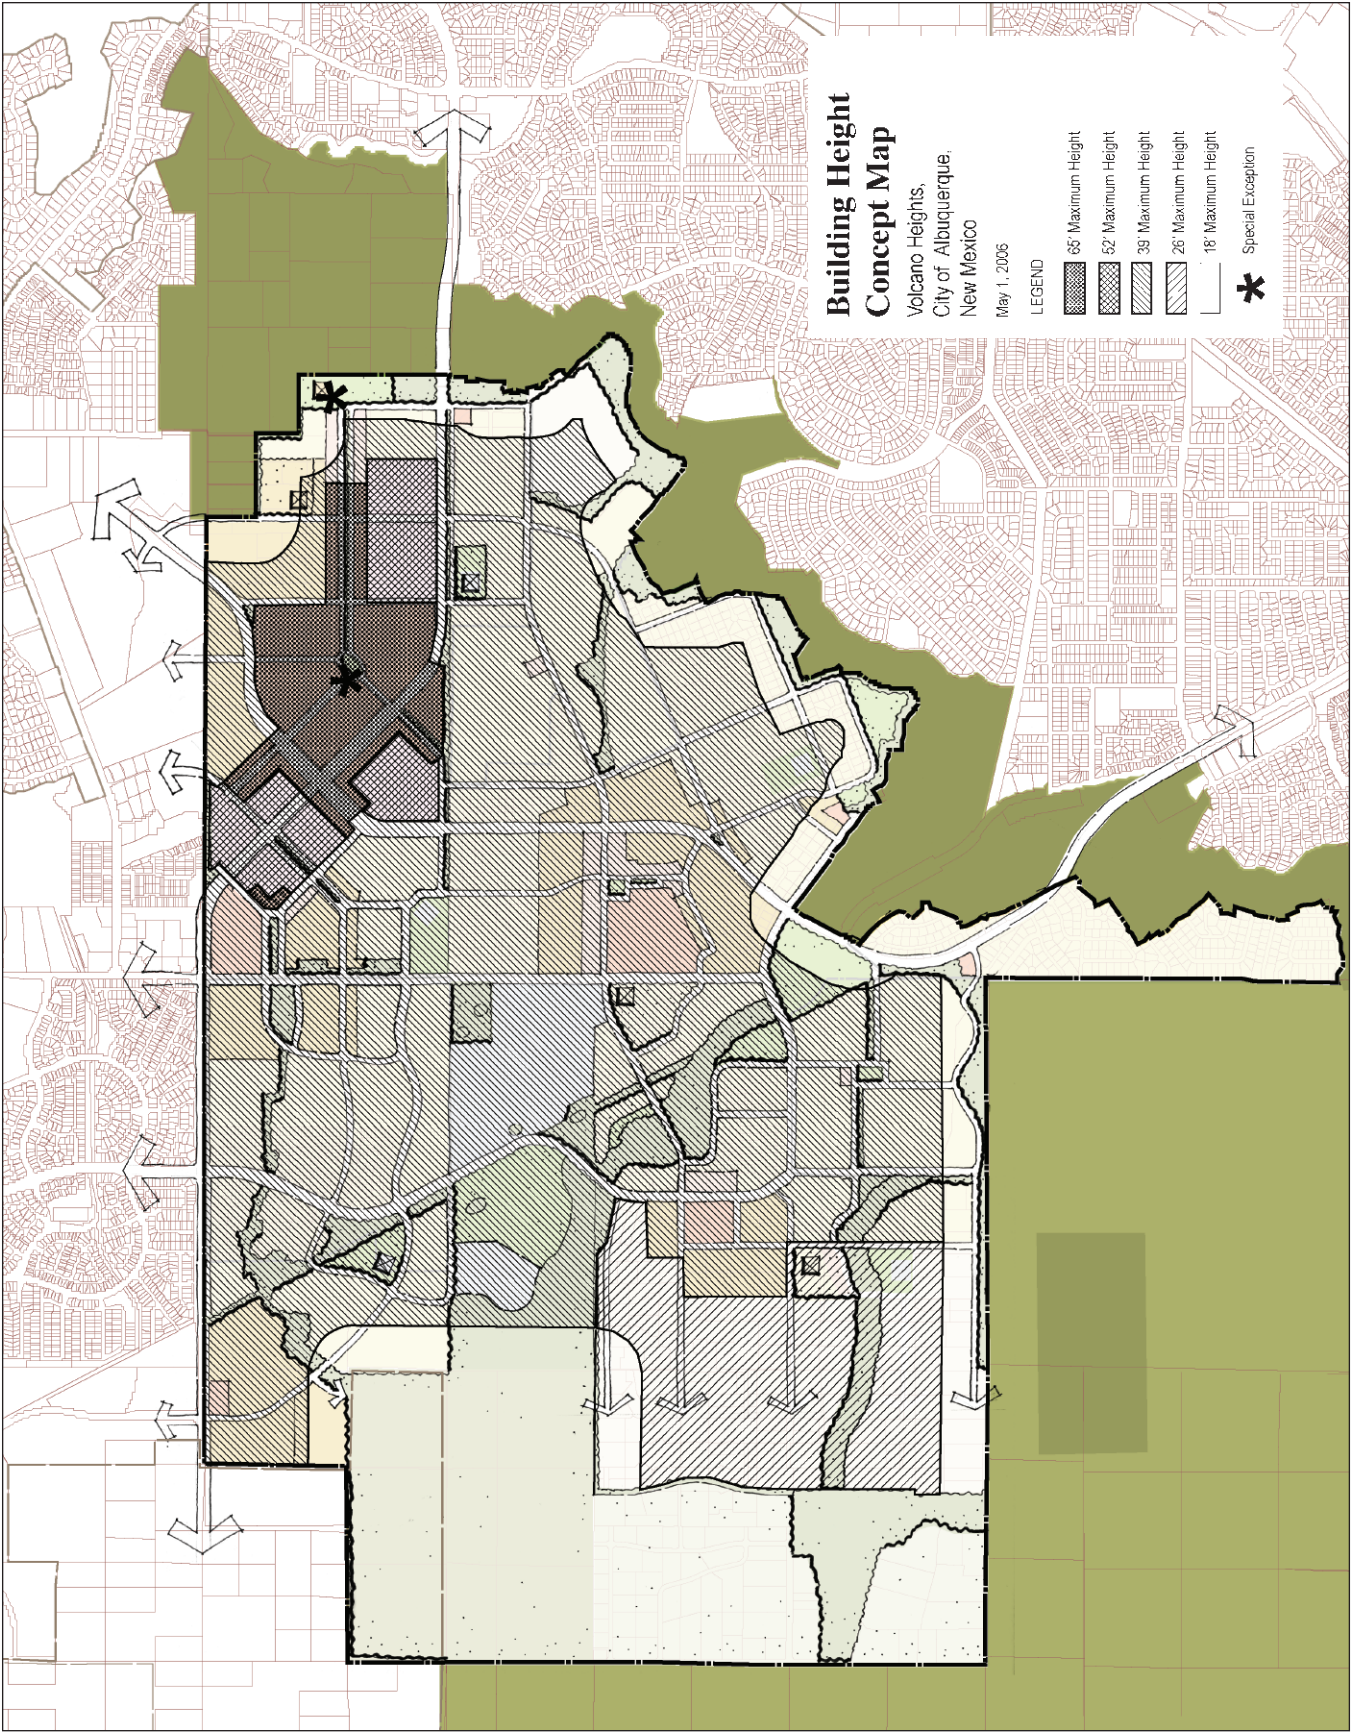 Building Height
Concept Map
Volcano Heights,
City of Albuquerque,
New Mexico
May 1, 2006
LEGEND
65' Maximum Height
52' Maximum Height
39' Maximum Height
26' Maximum Height
18' Maximum Height
Special Exception